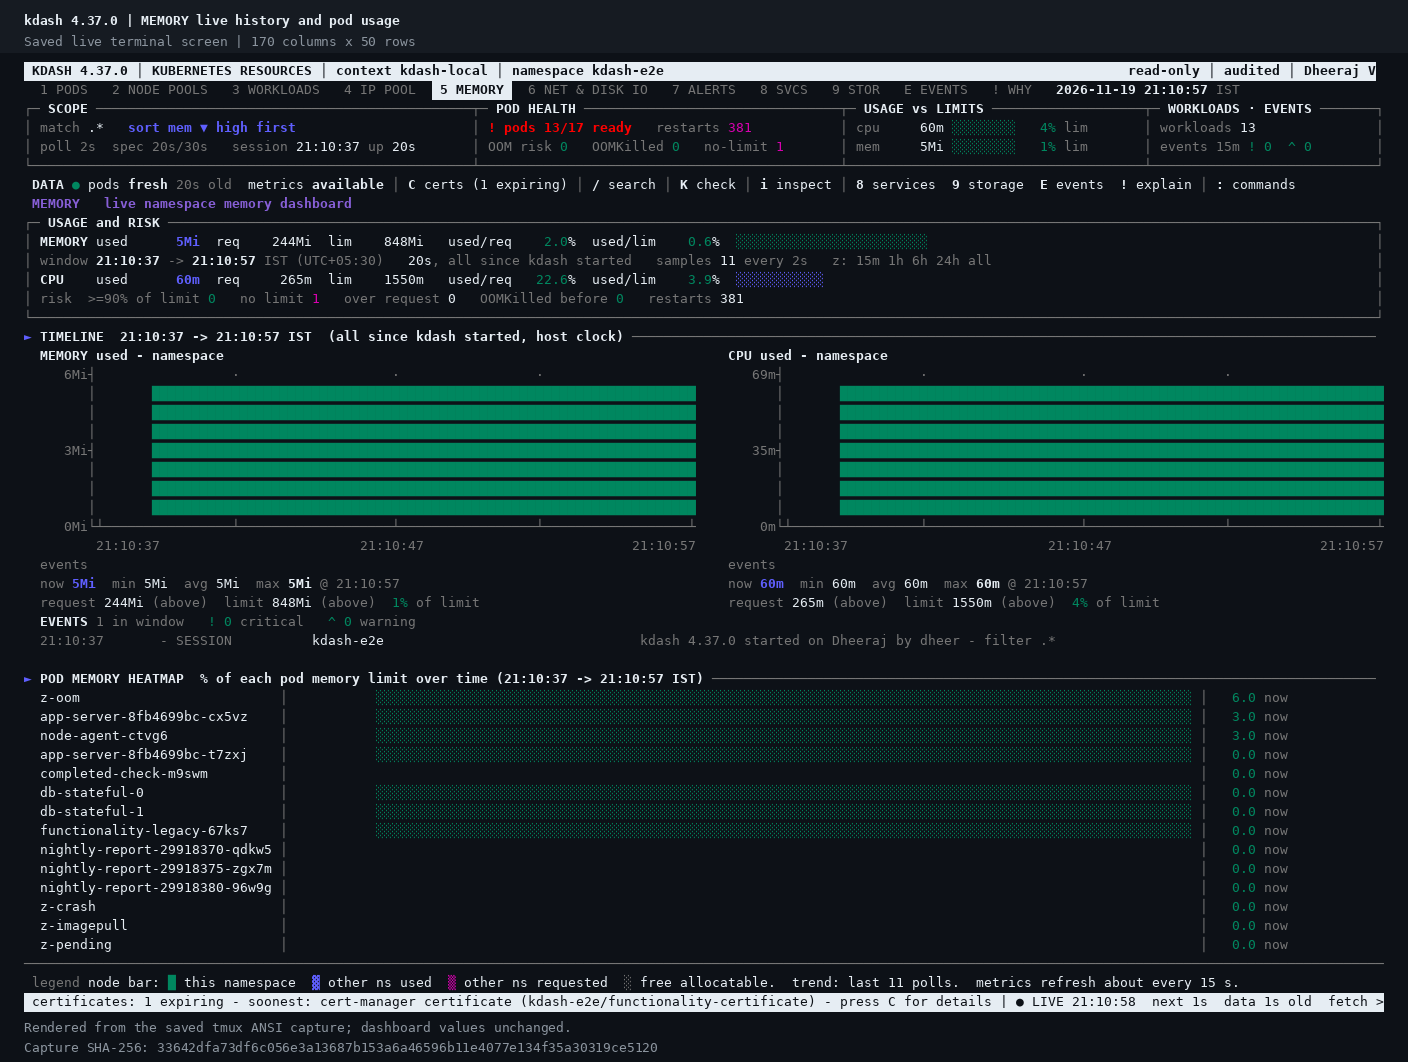 kdash 4.37.0 | MEMORY live history and pod usage
Saved live terminal screen | 170 columns x 50 rows
KDASH 4.37.0 │ KUBERNETES RESOURCES │ context kdash-local │ namespace kdash-e2e read-only │ audited │ Dheeraj V
1 PODS 2 NODE POOLS 3 WORKLOADS 4 IP POOL 5 MEMORY 6 NET & DISK IO 7 ALERTS 8 SVCS 9 STOR E EVENTS ! WHY 2026-11-19 21:10:57 IST
SCOPE POD HEALTH USAGE vs LIMITS WORKLOADS · EVENTS
match .* sort mem ▼ high first ! pods 13/17 ready restarts 381 cpu 60m 4% lim workloads 13
poll 2s spec 20s/30s session 21:10:37 up 20s OOM risk 0 OOMKilled 0 no-limit 1 mem 5Mi 1% lim events 15m ! 0 ^ 0
DATA ● pods fresh 20s old metrics available │ C certs (1 expiring) │ / search │ K check │ i inspect │ 8 services 9 storage E events ! explain │ : commands
MEMORY live namespace memory dashboard
USAGE and RISK
MEMORY used 5Mi req 244Mi lim 848Mi used/req 2.0% used/lim 0.6%
window 21:10:37 -> 21:10:57 IST (UTC+05:30) 20s, all since kdash started samples 11 every 2s z: 15m 1h 6h 24h all
CPU used 60m req 265m lim 1550m used/req 22.6% used/lim 3.9%
risk >=90% of limit 0 no limit 1 over request 0 OOMKilled before 0 restarts 381
► TIMELINE 21:10:37 -> 21:10:57 IST (all since kdash started, host clock)
MEMORY used - namespace CPU used - namespace
6Mi 69m
3Mi 35m
0Mi 0m
21:10:37 21:10:47 21:10:57 21:10:37 21:10:47 21:10:57
events events
now 5Mi min 5Mi avg 5Mi max 5Mi @ 21:10:57 now 60m min 60m avg 60m max 60m @ 21:10:57
request 244Mi (above) limit 848Mi (above) 1% of limit request 265m (above) limit 1550m (above) 4% of limit
EVENTS 1 in window ! 0 critical ^ 0 warning
21:10:37 - SESSION kdash-e2e kdash 4.37.0 started on Dheeraj by dheer - filter .*
► POD MEMORY HEATMAP % of each pod memory limit over time (21:10:37 -> 21:10:57 IST)
z-oom 6.0 now
app-server-8fb4699bc-cx5vz 3.0 now
node-agent-ctvg6 3.0 now
app-server-8fb4699bc-t7zxj 0.0 now
completed-check-m9swm 0.0 now
db-stateful-0 0.0 now
db-stateful-1 0.0 now
functionality-legacy-67ks7 0.0 now
nightly-report-29918370-qdkw5 0.0 now
nightly-report-29918375-zgx7m 0.0 now
nightly-report-29918380-96w9g 0.0 now
z-crash 0.0 now
z-imagepull 0.0 now
z-pending 0.0 now
legend node bar: █ this namespace ▓ other ns used ▒ other ns requested ░ free allocatable. trend: last 11 polls. metrics refresh about every 15 s.
certificates: 1 expiring - soonest: cert-manager certificate (kdash-e2e/functionality-certificate) - press C for details | ● LIVE 21:10:58 next 1s data 1s old fetch >
Rendered from the saved tmux ANSI capture; dashboard values unchanged.
Capture SHA-256: 33642dfa73df6c056e3a13687b153a6a46596b11e4077e134f35a30319ce5120